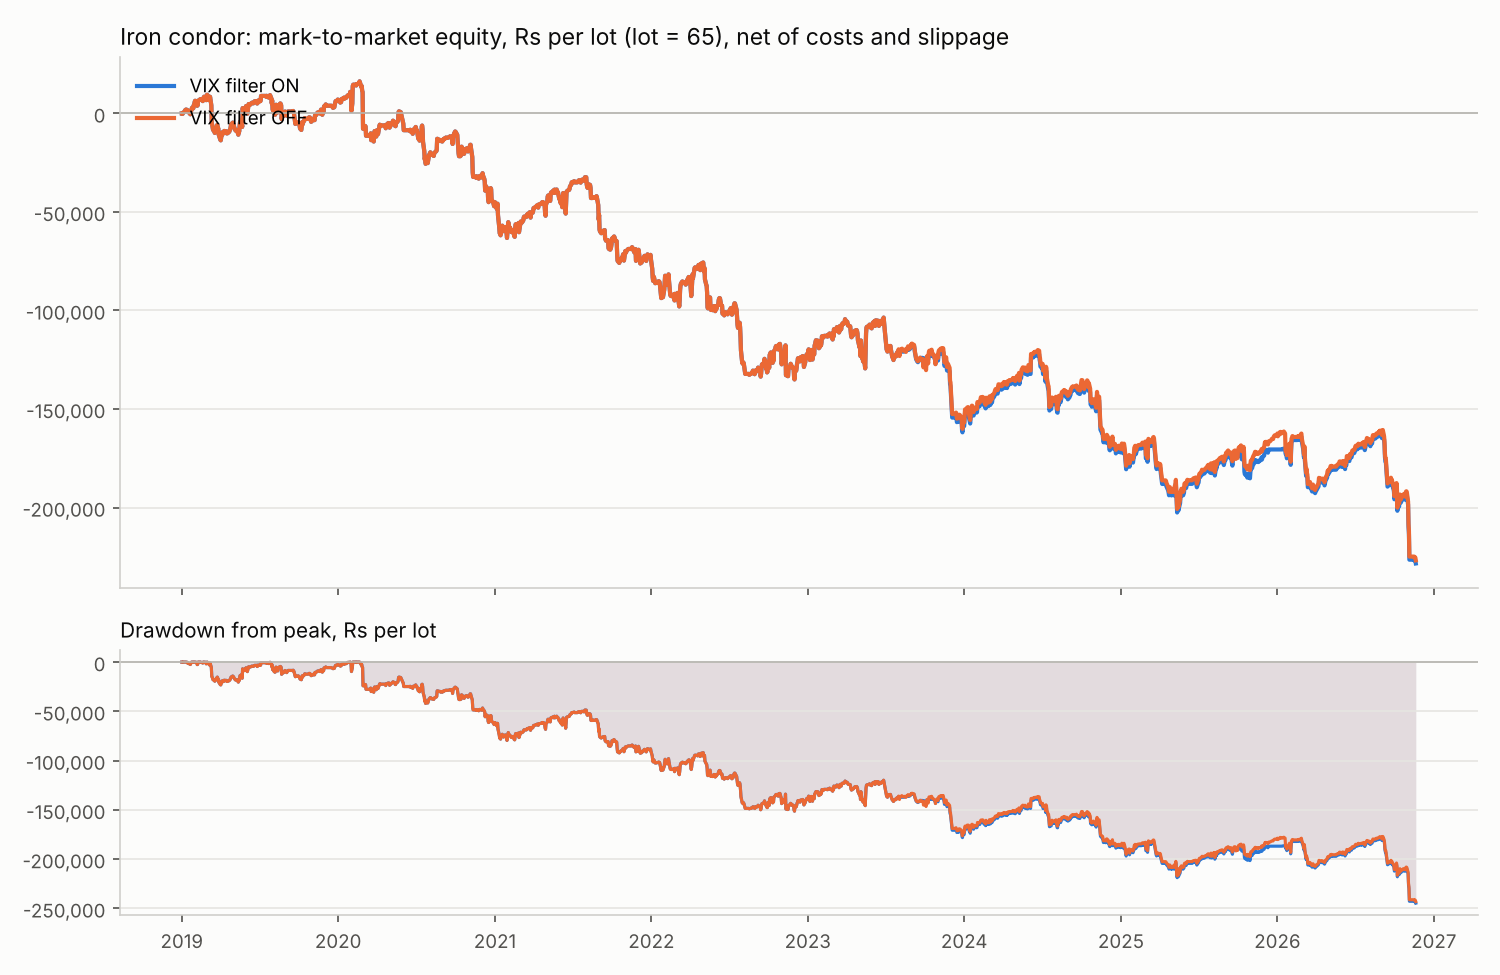 Iron condor: mark-to-market equity, Rs per lot (lot = 65), net of costs and slippage
VIX filter ON
VIX filter OFF
0
-50,000
-100,000
-150,000
-200,000
Drawdown from peak, Rs per lot
0
-50,000
-100,000
-150,000
-200,000
-250,000
2019 2020 2021 2022 2023 2024 2025 2026 2027